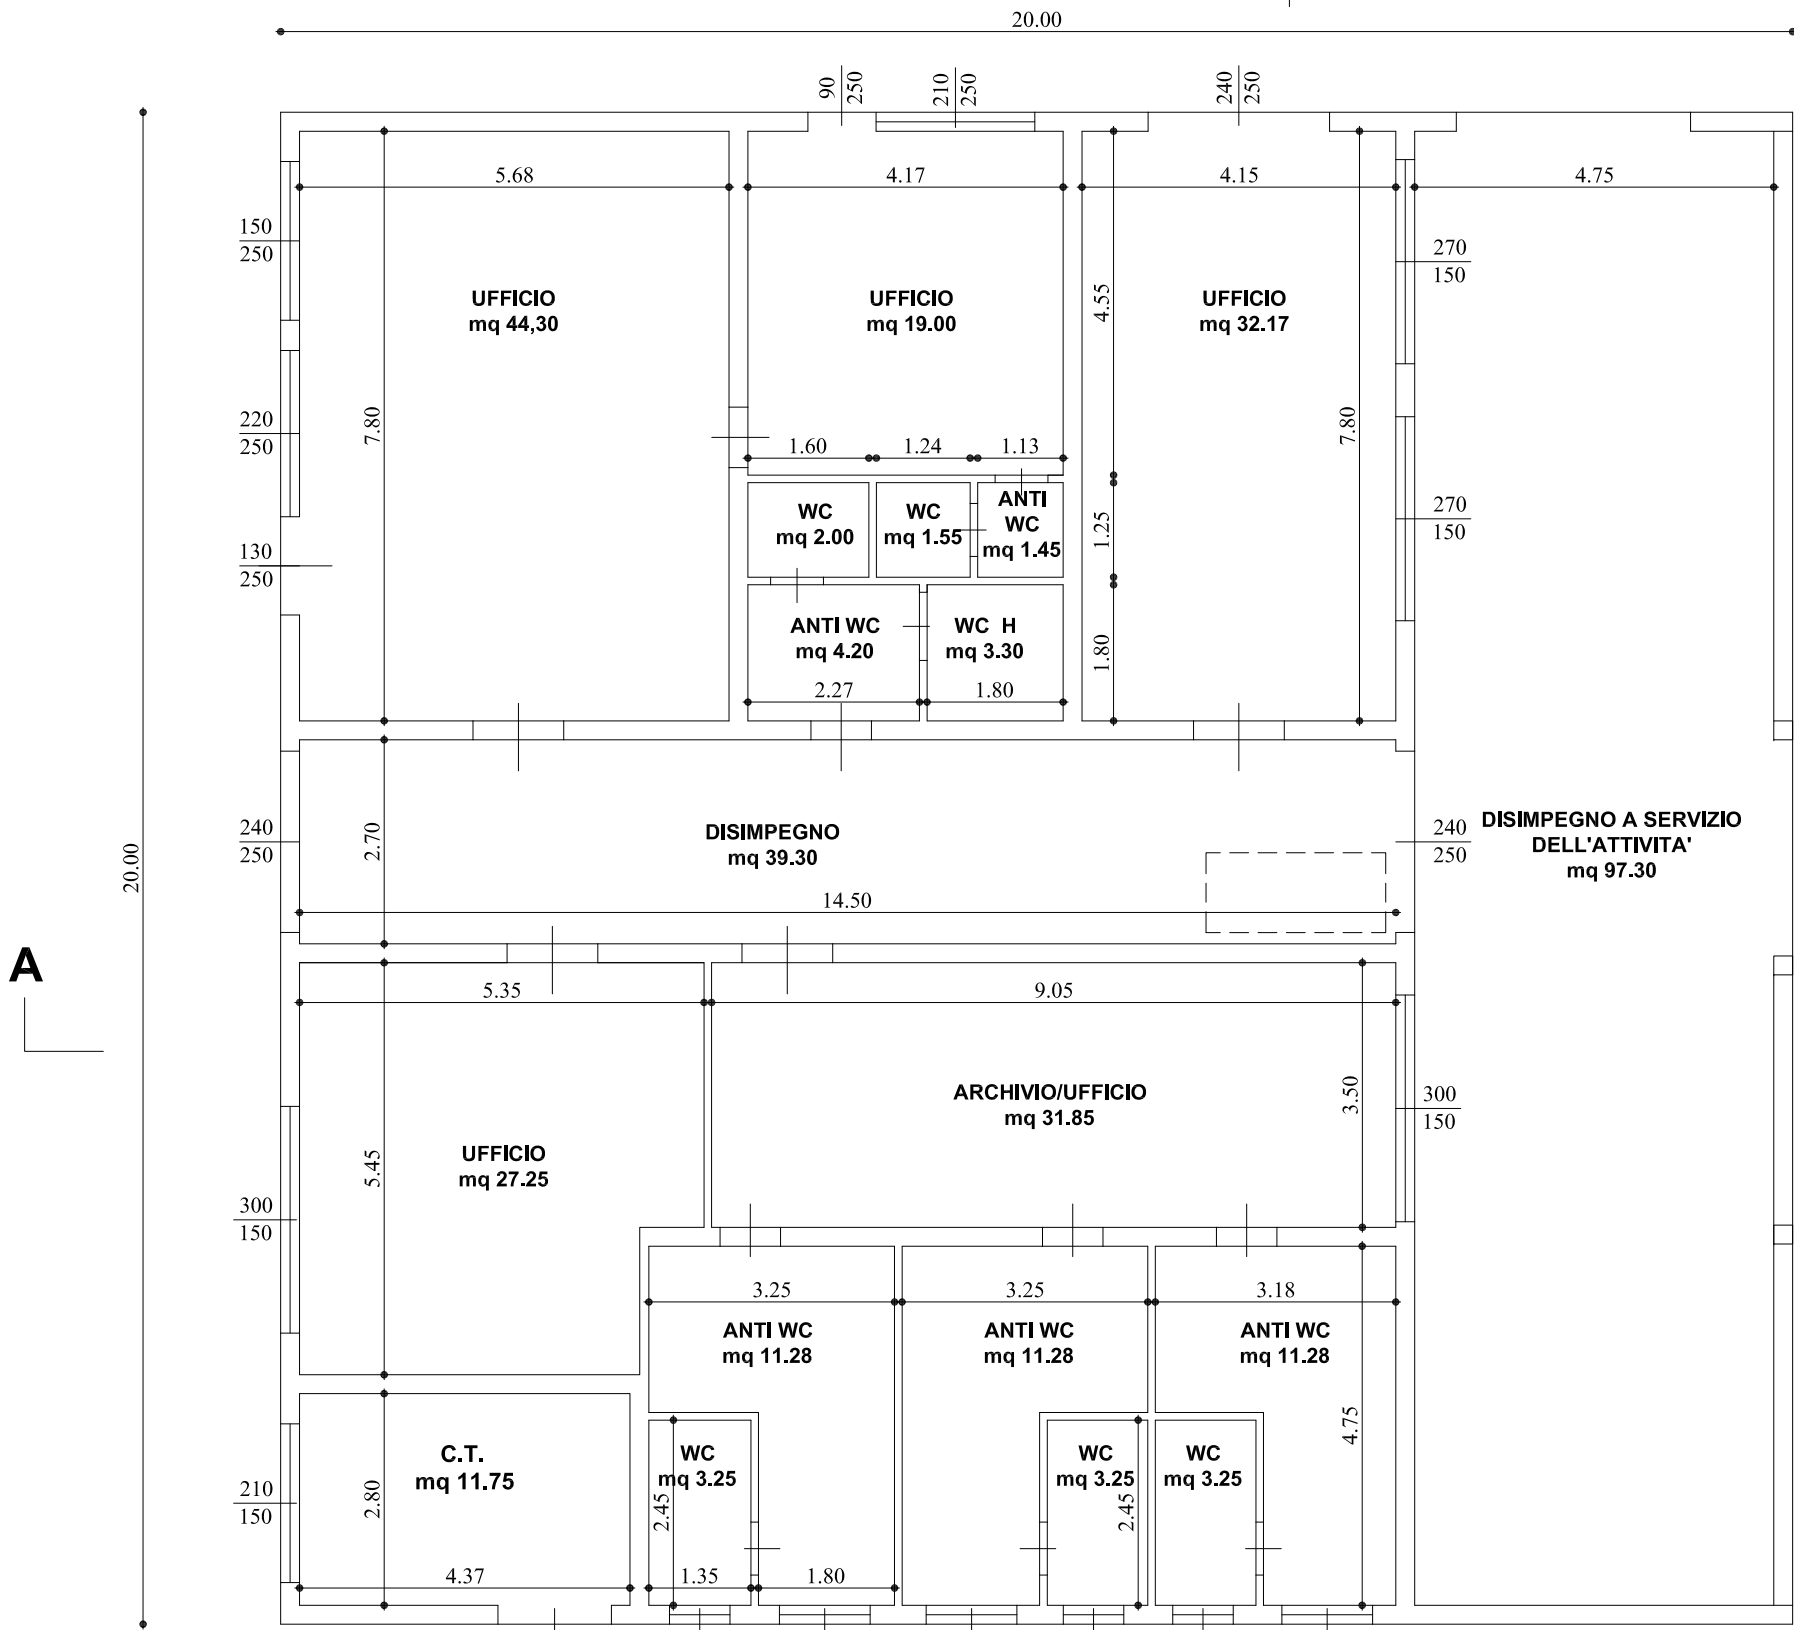 20.00
90
250
210
250
240
250
5.68
4.17
4.15
4.75
150
250
270
150
UFFICIO
mq 44,30
UFFICIO
mq 19.00
4.55
UFFICIO
mq 32.17
220
250
7.80
7.80
1.60
1.24
1.13
270
150
WC
mq 2.00
WC
mq 1.55
ANTI
WC
mq 1.45
1.25
130
250
ANTI WC
mq 4.20
WC H
mq 3.30
1.80
2.27
1.80
240
250
2.70
DISIMPEGNO
mq 39.30
240
250
DISIMPEGNO A SERVIZIO
DELL'ATTIVITA'
mq 97.30
20.00
14.50
A
5.35
9.05
ARCHIVIO/UFFICIO
mq 31.85
3.50
300
150
UFFICIO
mq 27.25
5.45
300
150
3.25
3.25
3.18
ANTI WC
mq 11.28
ANTI WC
mq 11.28
ANTI WC
mq 11.28
4.75
C.T.
mq 11.75
WC
mq 3.25
WC
mq 3.25
WC
mq 3.25
210
150
2.80
2.45
2.45
4.37
1.35
1.80